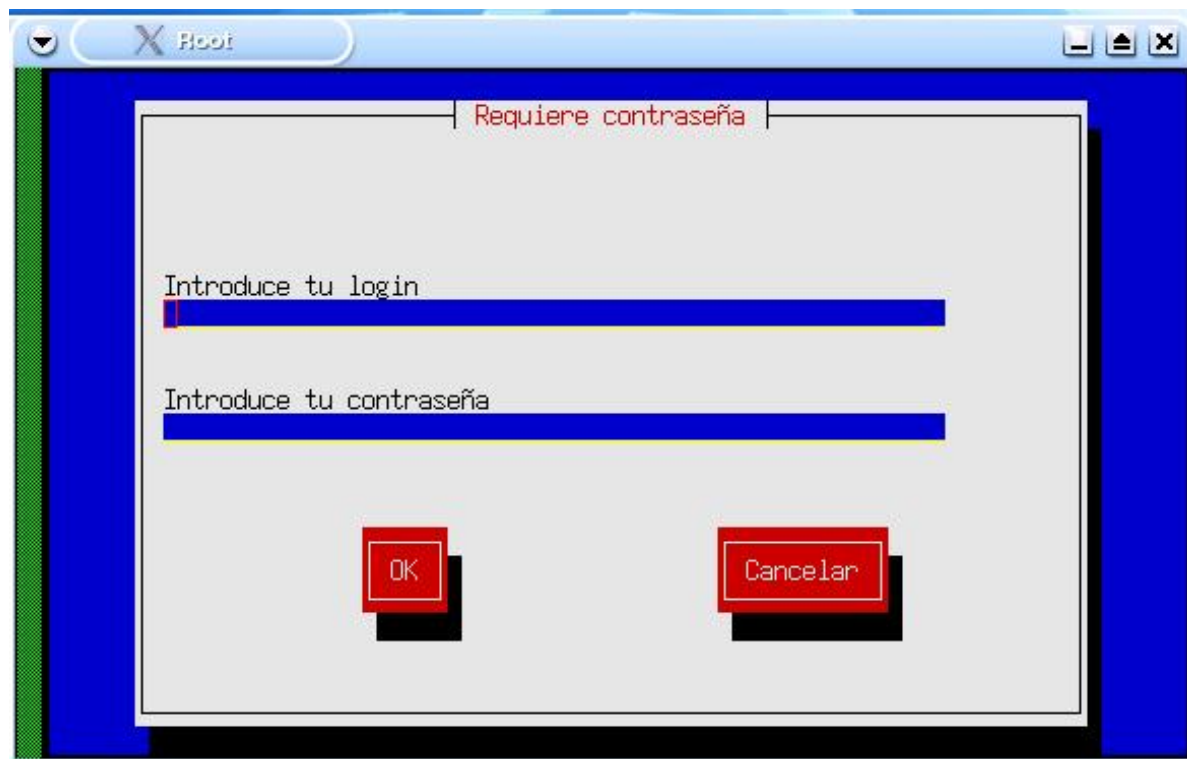 Root
Requiere contraseña
Introduce tu login
Introduce tu contraseña
OK
Cancelar